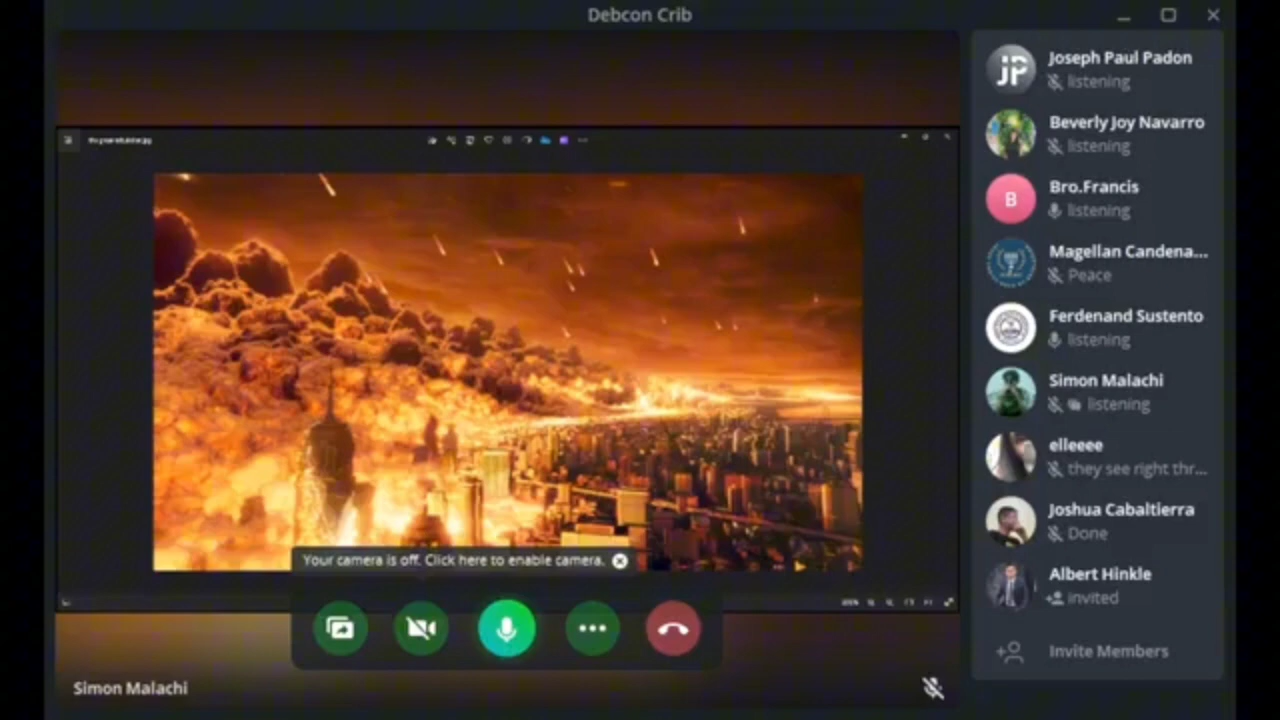 Debcon Crib
Joseph Paul Padon
listening
Beverly Joy Navarro
listening
B
Bro.Francis
listening
Magellan Candena...
Peace
Ferdenand Sustento
listening
Simon Malachi
listening
elleeee
they see right thr...
Joshua Cabaltierra
Done
Albert Hinkle
invited
Invite Members
JP
Your camera is off. Click here to enable camera.
Simon Malachi